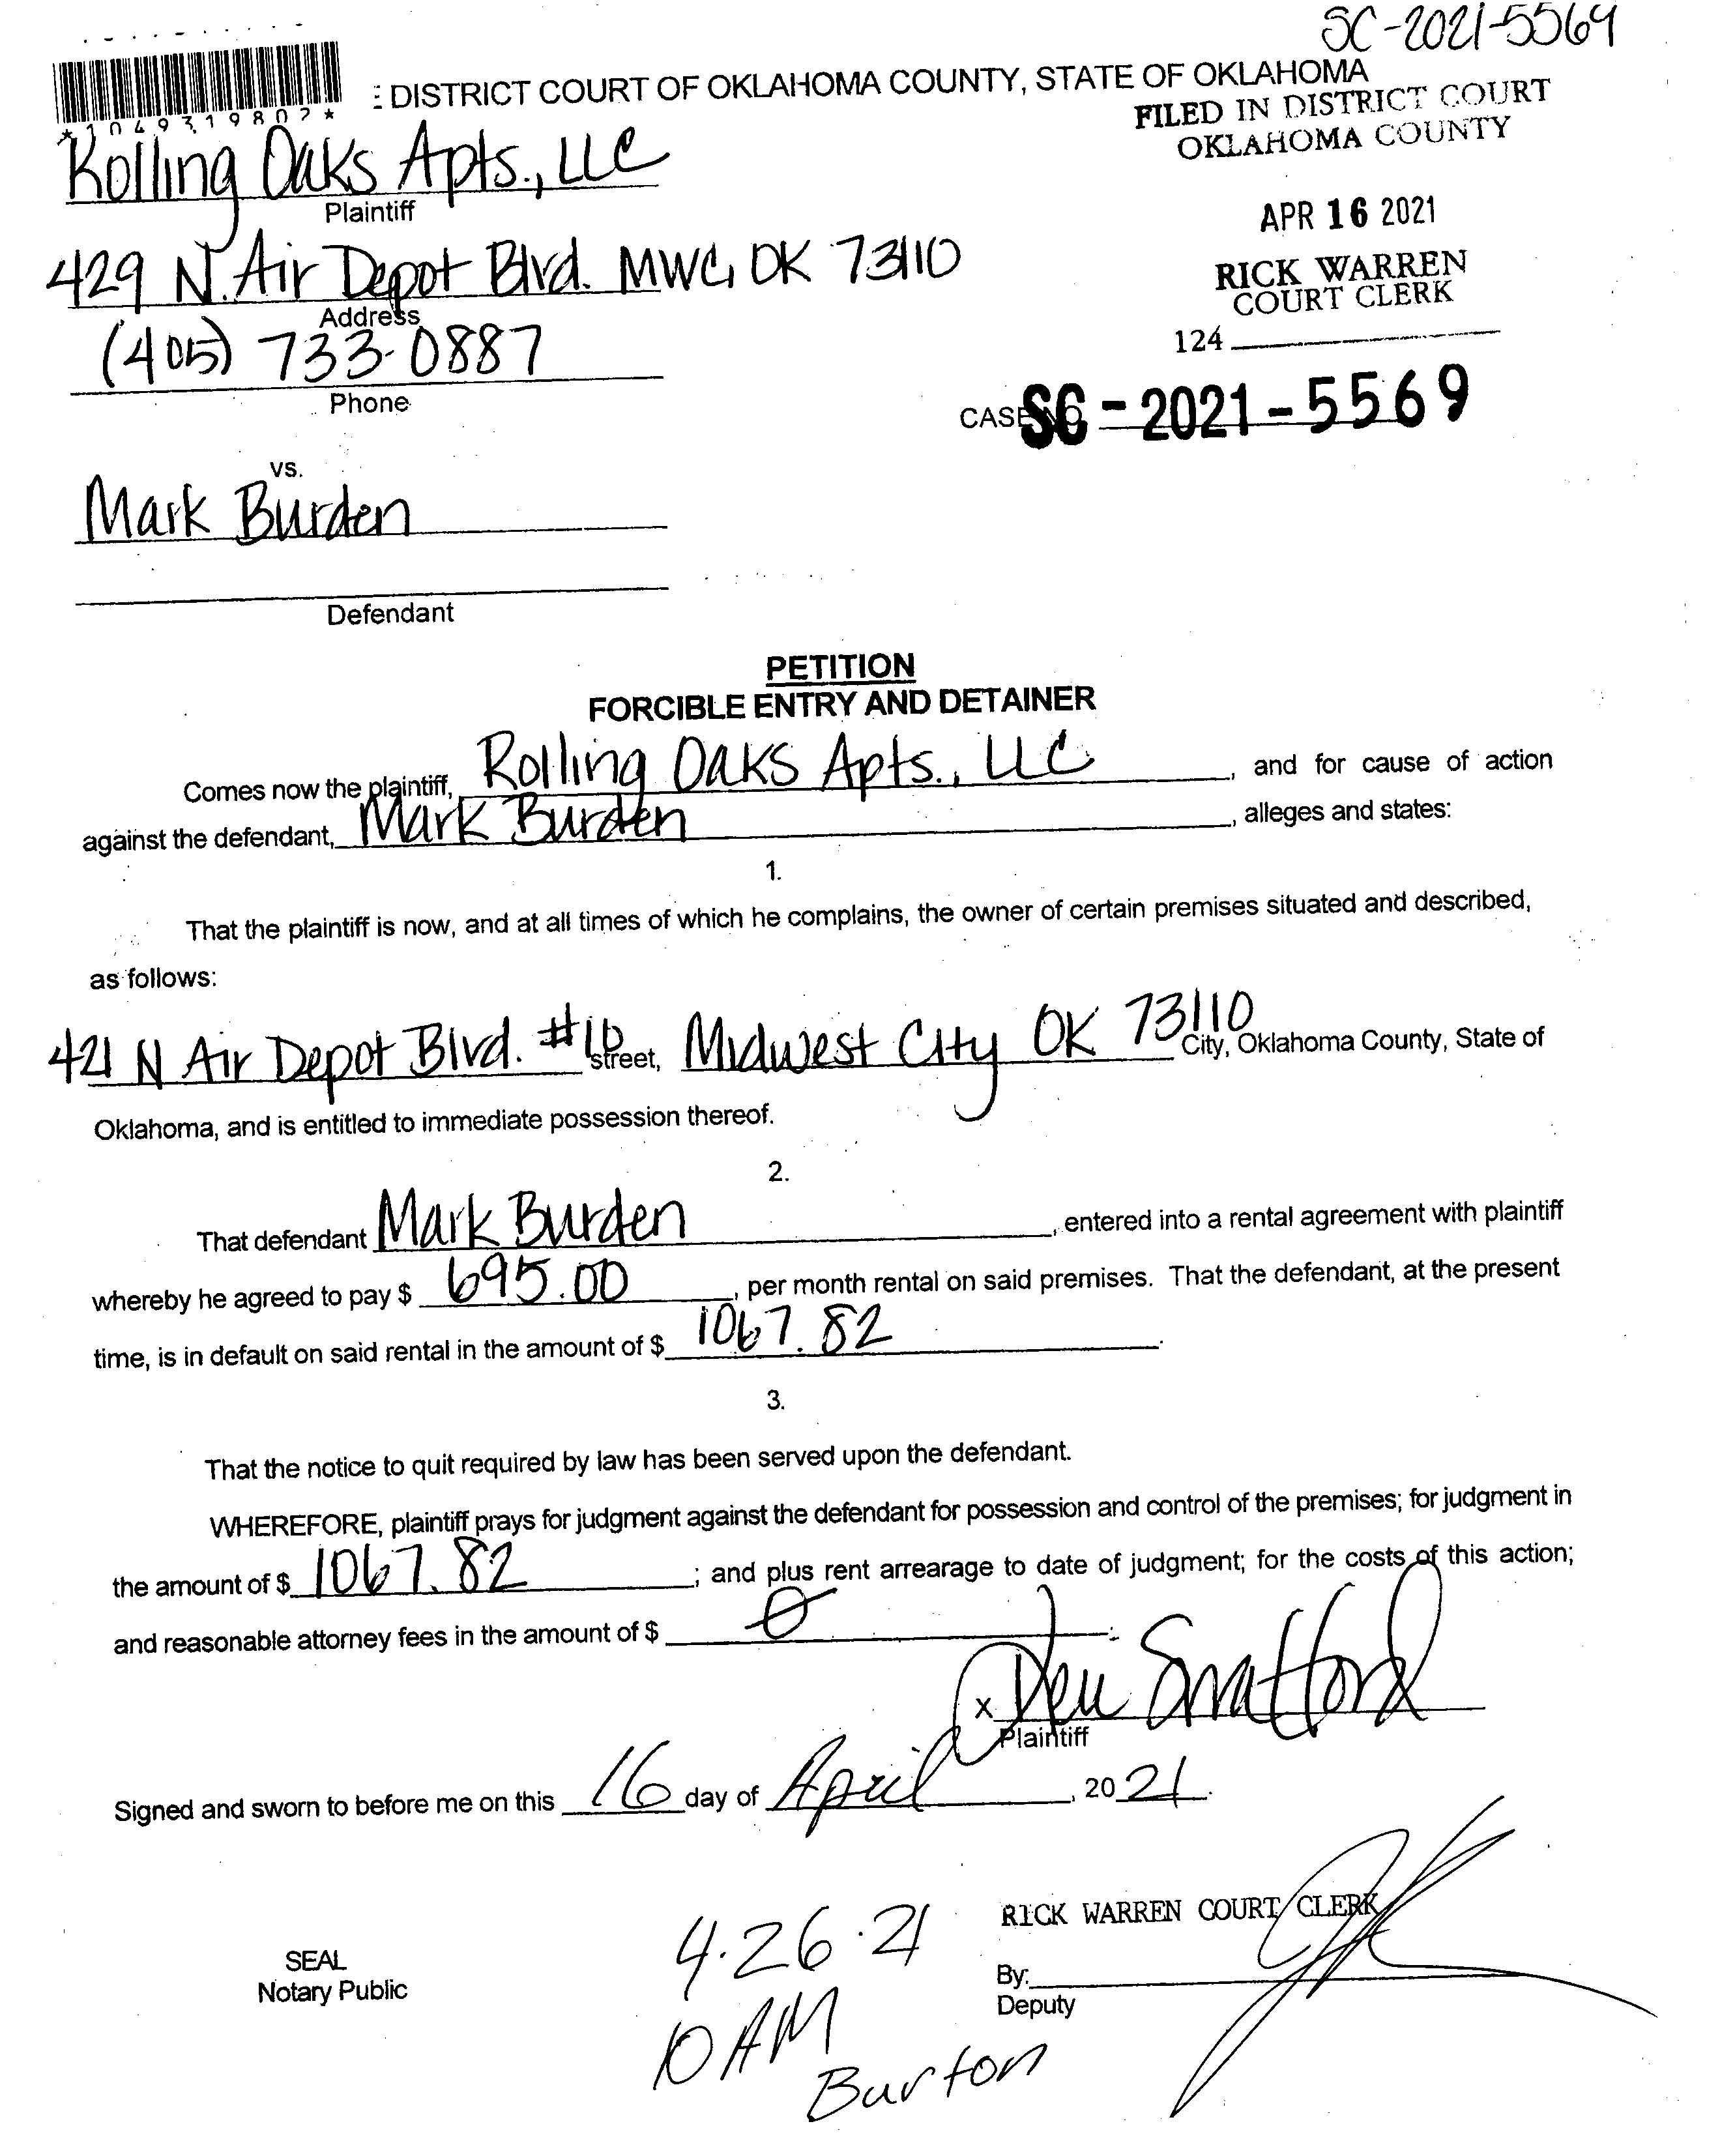 SC-2021-5569
: DISTRICT COURT OF OKLAHOMA COUNTY, STATE OF OKLAHOMA
*1049319802*
FILED IN DISTRICT COURT
OKLAHOMA COUNTY
Rolling Oaks Apts., LLC
Plaintiff
APR 16 2021
429 N. Air Depot Blvd. MWC, OK 73110
Address
RICK WARREN
COURT CLERK
(405) 733-0887
Phone
124
CASE NO SC-2021-5569
vs.
Mark Burden
Defendant
PETITION
FORCIBLE ENTRY AND DETAINER
Comes now the plaintiff, Rolling Oaks Apts., LLC, and for cause of action
against the defendant, Mark Burden, alleges and states:
1.
That the plaintiff is now, and at all times of which he complains, the owner of certain premises situated and described,
as follows:
421 N Air Depot Blvd. #16 street, Midwest City OK 73110 City, Oklahoma County, State of
Oklahoma, and is entitled to immediate possession thereof.
2.
That defendant Mark Burden, entered into a rental agreement with plaintiff
whereby he agreed to pay $ 695.00, per month rental on said premises. That the defendant, at the present
time, is in default on said rental in the amount of $ 1067.82.
3.
That the notice to quit required by law has been served upon the defendant.
WHEREFORE, plaintiff prays for judgment against the defendant for possession and control of the premises; for judgment in
the amount of $ 1067.82; and plus rent arrearage to date of judgment; for the costs of this action;
and reasonable attorney fees in the amount of $ 0.
x
Plaintiff
Signed and sworn to before me on this 16 day of April, 2021.
RICK WARREN COURT CLERK
SEAL
Notary Public
4.26.21
10 AM
Burton
By:
Deputy